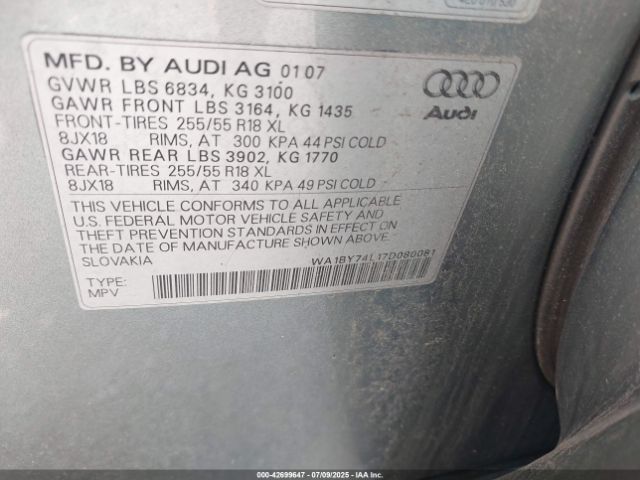 MFD. BY AUDI AG 01 07
GVWR LBS 6834, KG 3100
GAWR FRONT LBS 3164, KG 1435
FRONT-TIRES 255/55 R18 XL
8JX18 RIMS, AT 300 KPA 44 PSI COLD
GAWR REAR LBS 3902, KG 1770
REAR-TIRES 255/55 R18 XL
8JX18 RIMS, AT 340 KPA 49 PSI COLD
Audi
THIS VEHICLE CONFORMS TO ALL APPLICABLE
U.S. FEDERAL MOTOR VEHICLE SAFETY AND
THEFT PREVENTION STANDARDS IN EFFECT ON
THE DATE OF MANUFACTURE SHOWN ABOVE.
SLOVAKIA WA1BY74L17D080081
TYPE:
MPV
000-42699647 - 07/09/2025 - IAA Inc.